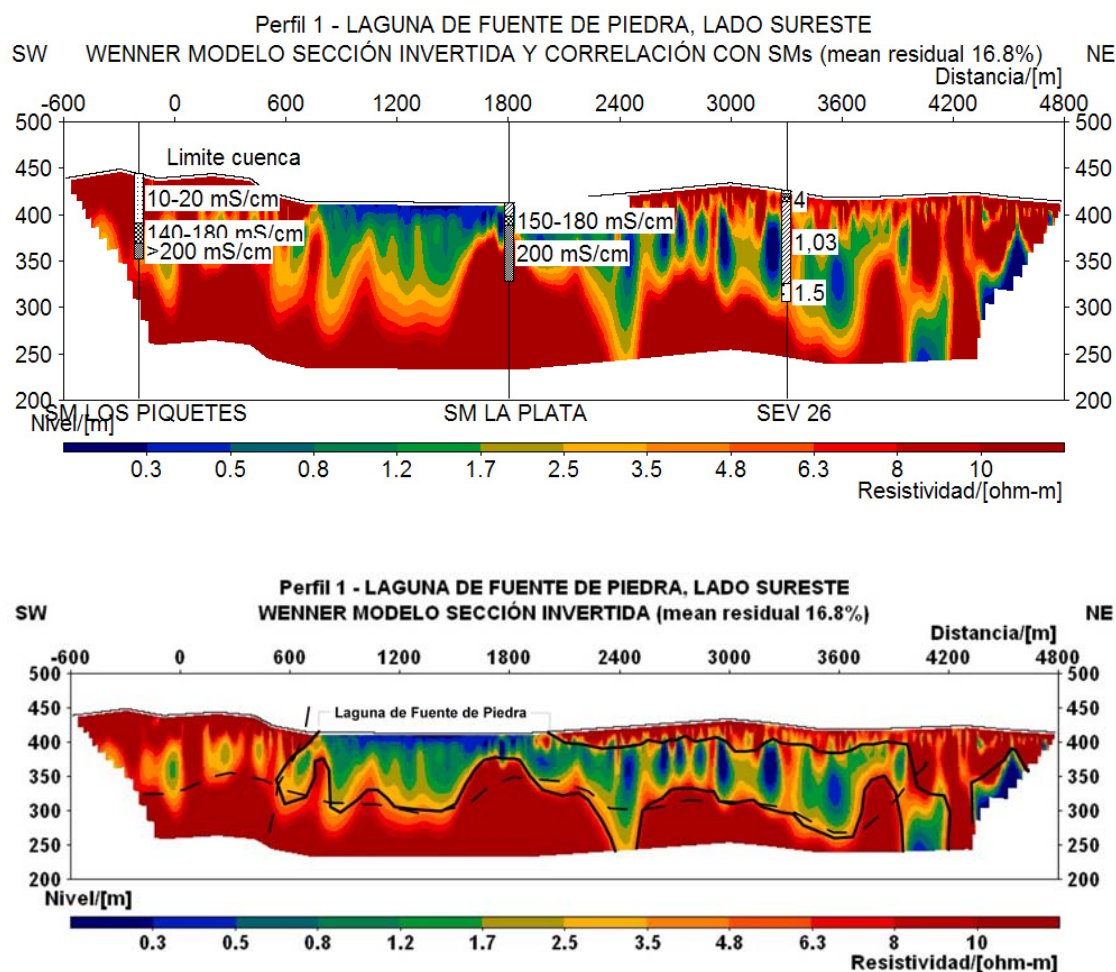 Perfil 1 - LAGUNA DE FUENTE DE PIEDRA, LADO SURESTE
SW WENNER MODELO SECCIÓN INVERTIDA Y CORRELACIÓN CON SMs (mean residual 16.8%) NE
Distancia/[m]
-600 0 600 1200 1800 2400 3000 3600 4200 4800
500 500
450 Limite cuenca 450
10-20 mS/cm 4
400 400
140-180 mS/cm 150-180 mS/cm 1,03
350 >200 mS/cm 200 mS/cm 350
300 1.5 300
250 250
200 200
SM LOS PIQUETES SM LA PLATA SEV 26
Nivel/[m]
0.3 0.5 0.8 1.2 1.7 2.5 3.5 4.8 6.3 8 10
Resistividad/[ohm-m]
Perfil 1 - LAGUNA DE FUENTE DE PIEDRA, LADO SURESTE
SW WENNER MODELO SECCIÓN INVERTIDA (mean residual 16.8%) NE
Distancia/[m]
-600 0 600 1200 1800 2400 3000 3600 4200 4800
500 500
450 Laguna de Fuente de Piedra 450
400 400
350 350
300 300
250 250
200 200
Nivel/[m]
0.3 0.5 0.8 1.2 1.7 2.5 3.5 4.8 6.3 8 10
Resistividad/[ohm-m]